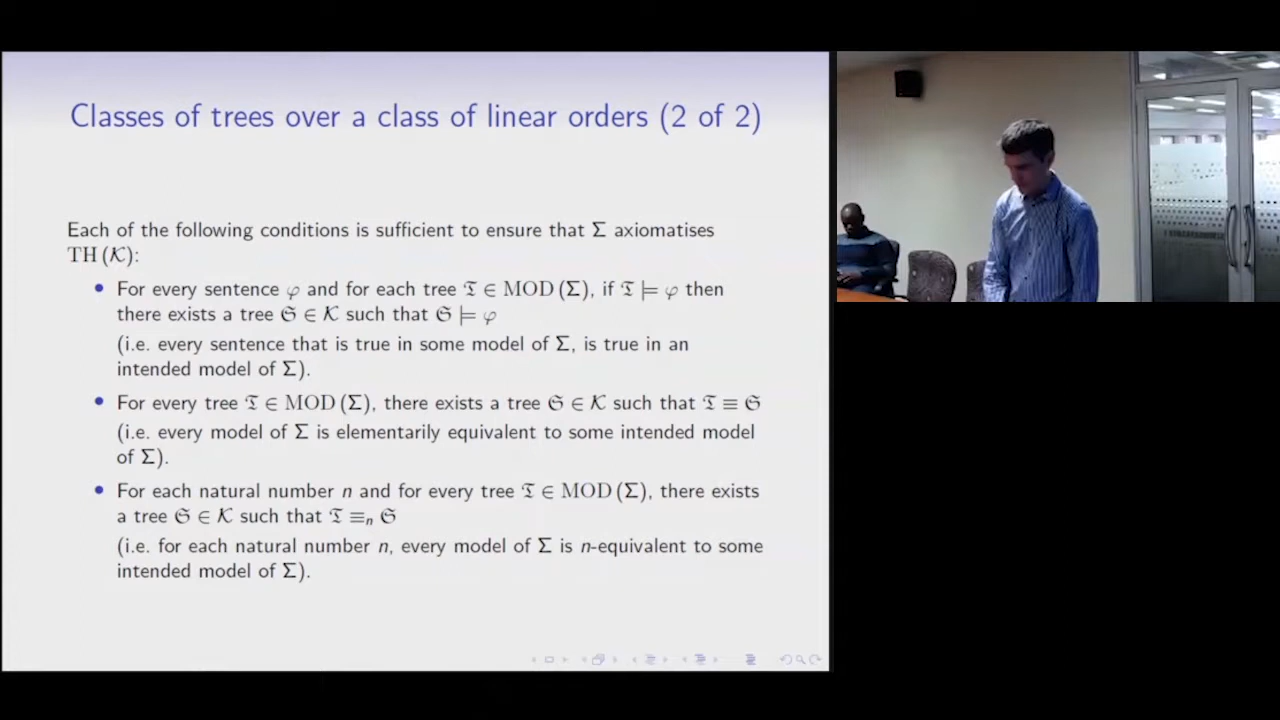 Classes of trees over a class of linear orders (2 of 2)
Each of the following conditions is sufficient to ensure that Σ axiomatises
TH(𝒦):
• For every sentence φ and for each tree 𝔗 ∈ MOD(Σ), if 𝔗 ⊨ φ then
there exists a tree 𝔖 ∈ 𝒦 such that 𝔖 ⊨ φ
(i.e. every sentence that is true in some model of Σ, is true in an
intended model of Σ).
• For every tree 𝔗 ∈ MOD(Σ), there exists a tree 𝔖 ∈ 𝒦 such that 𝔗 ≡ 𝔖
(i.e. every model of Σ is elementarily equivalent to some intended model
of Σ).
• For each natural number n and for every tree 𝔗 ∈ MOD(Σ), there exists
a tree 𝔖 ∈ 𝒦 such that 𝔗 ≡ₙ 𝔖
(i.e. for each natural number n, every model of Σ is n-equivalent to some
intended model of Σ).